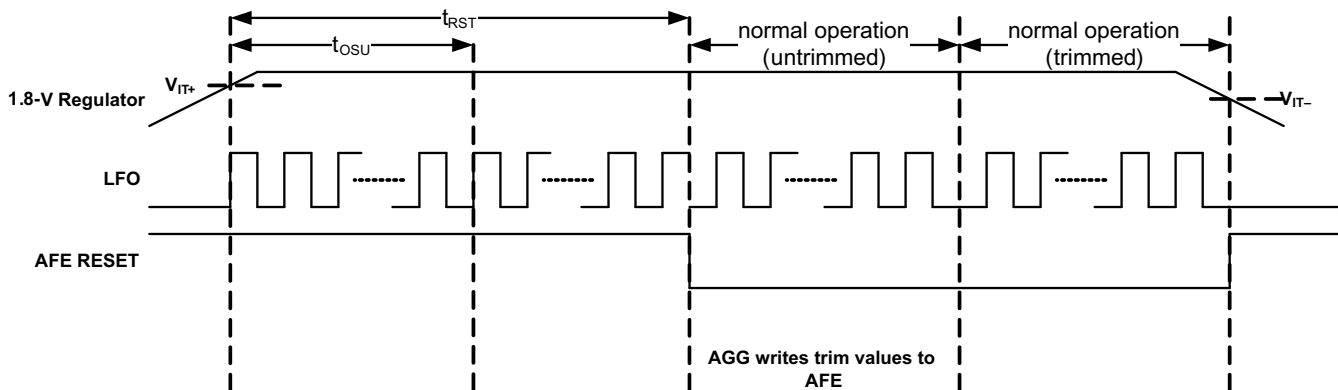 tRST
tOSU
normal operation
(untrimmed)
normal operation
(trimmed)
VIT+
1.8-V Regulator
VIT–
LFO
AFE RESET
AGG writes trim values to
AFE